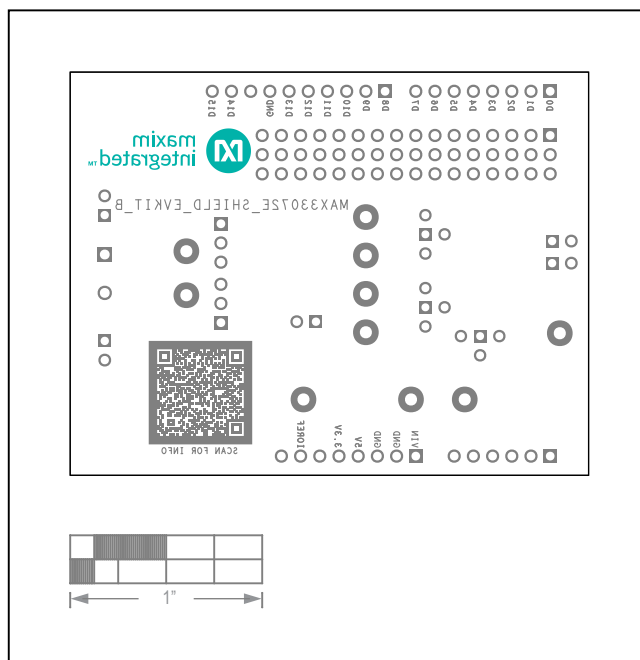 D15 D14 GND D13 D12 D11 D10 D9 D8 D7 D6 D5 D4 D3 D2 D1 D0
maxim
integrated™
MAX33072E_SHIELD_EVKIT_B
IOREF 3.3V 5V GND GND VIN
SCAN FOR INFO
1"